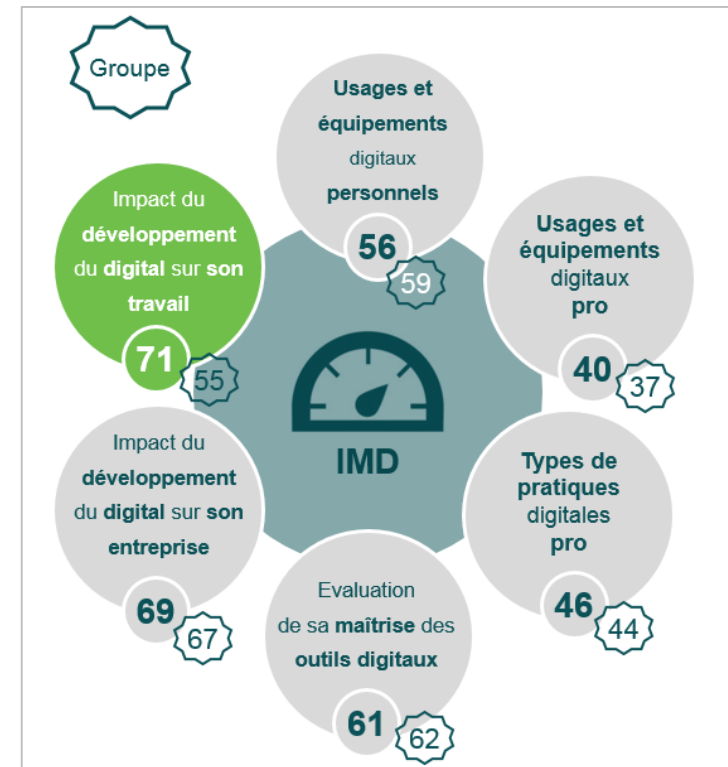 Groupe
Usages et
équipements
digitaux
personnels
56
59
Usages et
équipements
digitaux
pro
40
37
Types de
pratiques
digitales
pro
46
44
Evaluation
de sa maîtrise des
outils digitaux
61
62
Impact du
développement
du digital sur son
entreprise
69
67
Impact du
développement
du digital sur son
travail
71
55
IMD